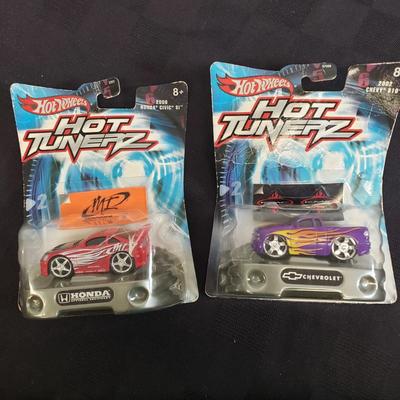 Hot Wheels
8+
2000
HONDA CIVIC SI
HOT
TUNERZ
HONDA
Hot Wheels
8
2002
CHEVY S10
HOT
TUNERZ
CHEVROLET